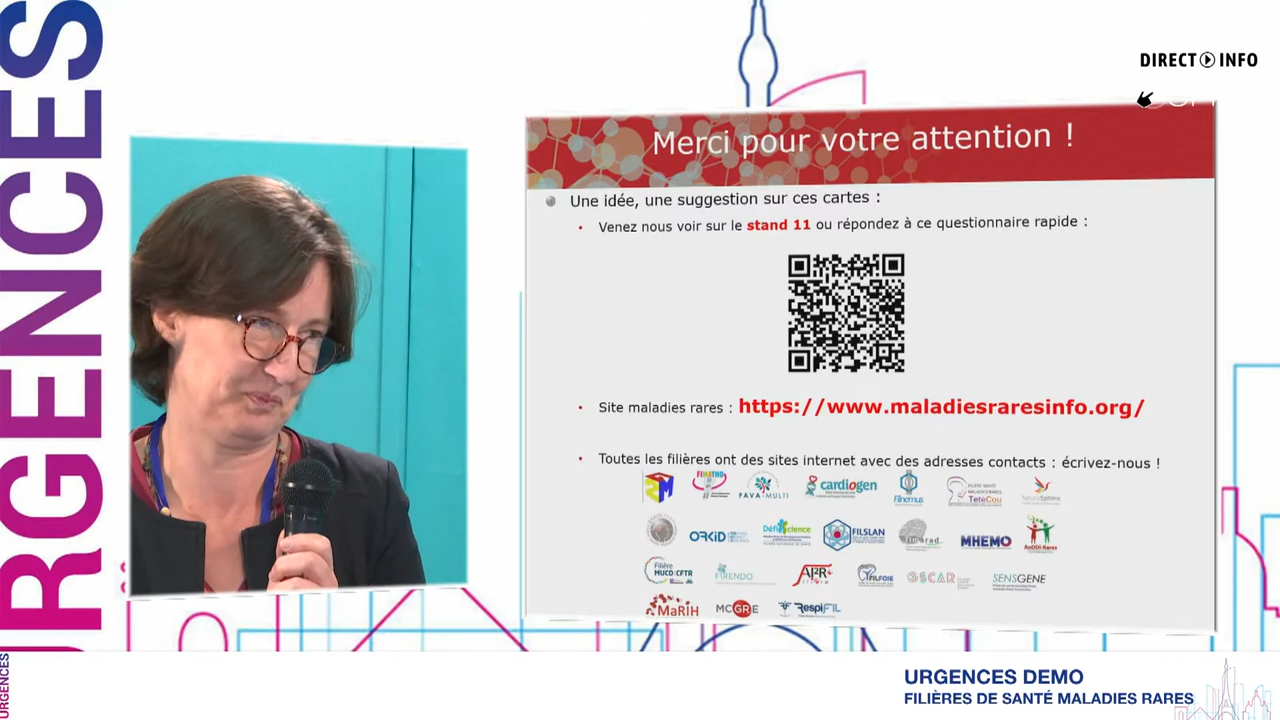 URGENCES
DIRECT INFO
Merci pour votre attention !
Une idée, une suggestion sur ces cartes :
Venez nous voir sur le stand 11 ou répondez à ce questionnaire rapide :
Site maladies rares : https://www.maladiesraresinfo.org/
Toutes les filières ont des sites internet avec des adresses contacts : écrivez-nous !
FIMATHO
FAVA-MULTI
cardiogen
filnemus
TeteCou
NeuroSphinx
ORKiD
DéfiScience
FILSLAN
MHEMO
AnDDI-Rares
Filière
MUCO CFTR
FIRENDO
FILFOIE
OSCAR
SENSGENE
MaRIH
MCGRE
RespiFIL
URGENCES DEMO
FILIÈRES DE SANTÉ MALADIES RARES
URGENCES